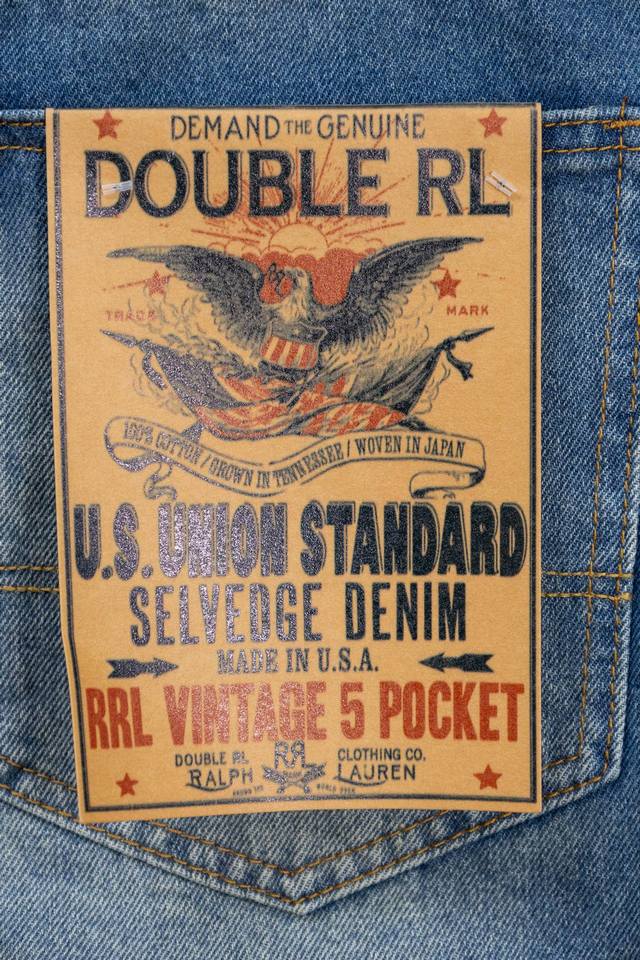 DEMAND THE GENUINE
DOUBLE RL
TRADE MARK
100% COTTON / GROWN IN TENNESSEE / WOVEN IN JAPAN
U.S. UNION STANDARD
SELVEDGE DENIM
MADE IN U.S.A.
RRL VINTAGE 5 POCKET
DOUBLE RL RRL CLOTHING CO.
RALPH LAUREN